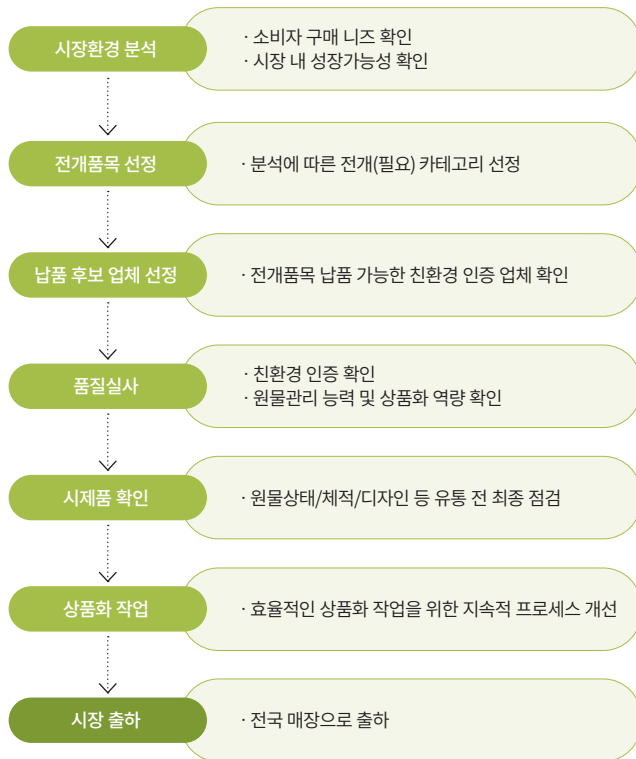 시장환경 분석
· 소비자 구매 니즈 확인
· 시장 내 성장가능성 확인
전개품목 선정
· 분석에 따른 전개(필요) 카테고리 선정
납품 후보 업체 선정
· 전개품목 납품 가능한 친환경 인증 업체 확인
품질실사
· 친환경 인증 확인
· 원물관리 능력 및 상품화 역량 확인
시제품 확인
· 원물상태/체적/디자인 등 유통 전 최종 점검
상품화 작업
· 효율적인 상품화 작업을 위한 지속적 프로세스 개선
시장 출하
· 전국 매장으로 출하